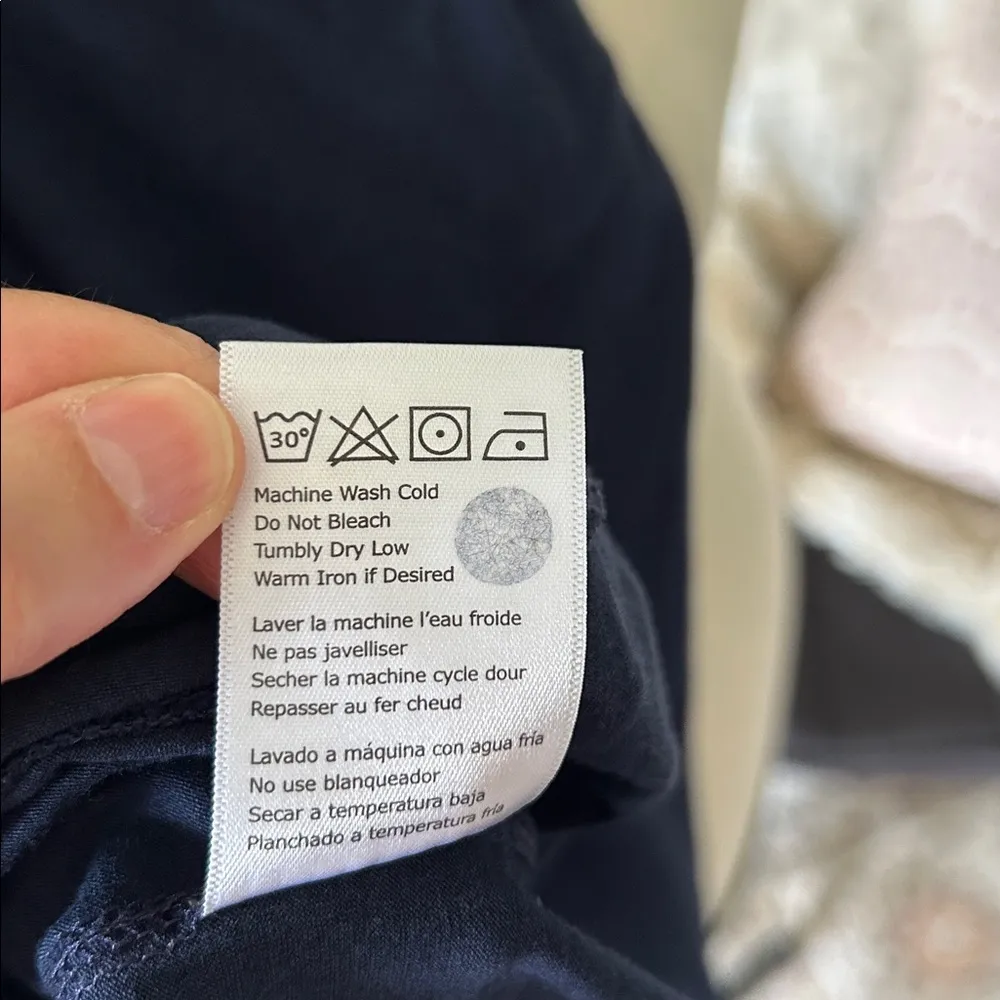 30°
Machine Wash Cold
Do Not Bleach
Tumbly Dry Low
Warm Iron if Desired
Laver la machine l'eau froide
Ne pas javelliser
Secher la machine cycle dour
Repasser au fer cheud
Lavado a máquina con agua fría
No use blanqueador
Secar a temperatura baja
Planchado a temperatura fria